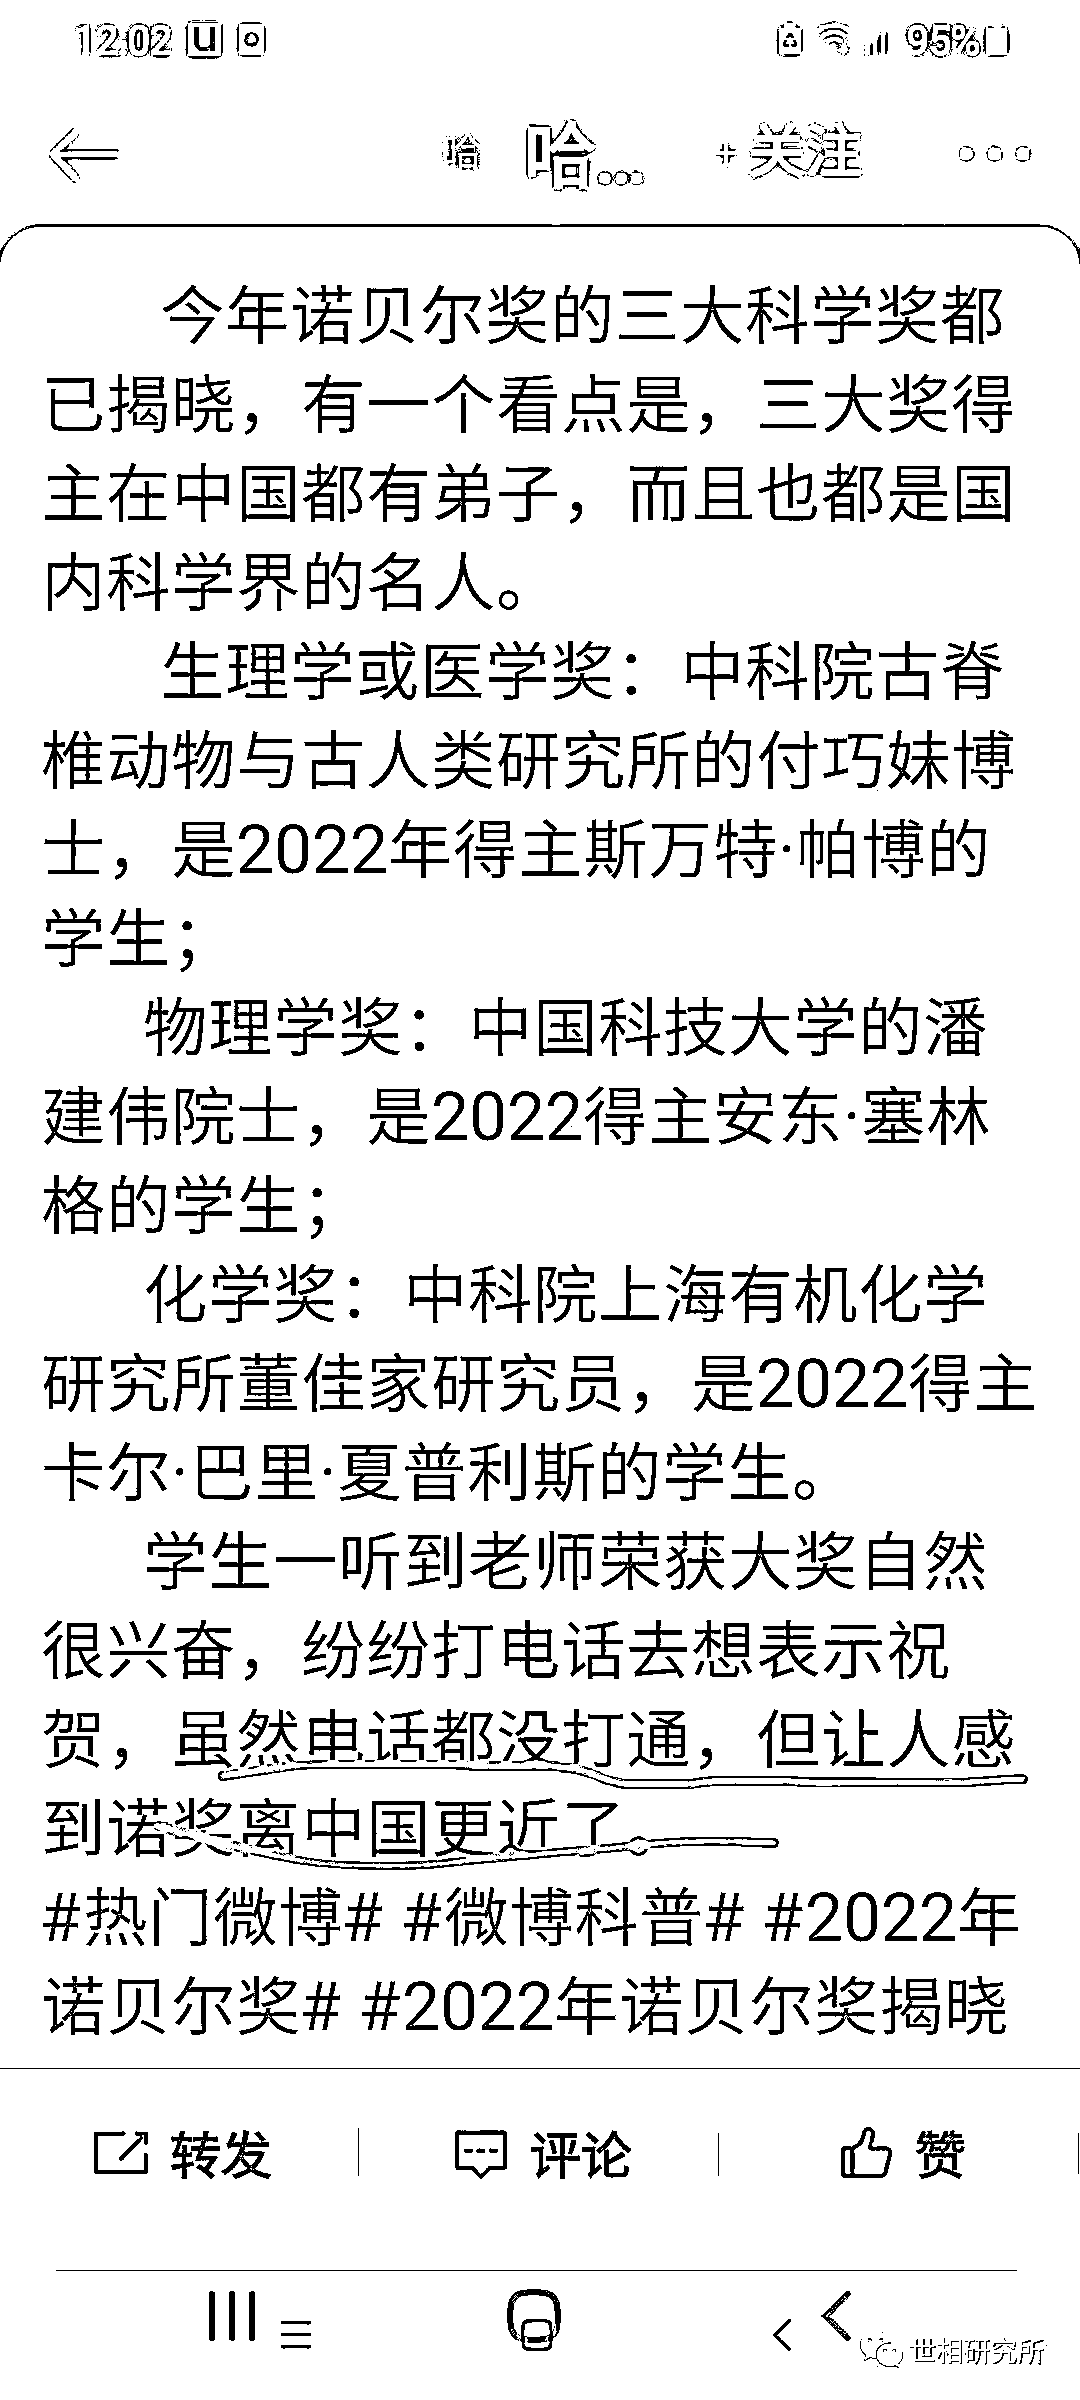 12:02 95%
哈 哈... +关注
今年诺贝尔奖的三大科学奖都
已揭晓，有一个看点是，三大奖得
主在中国都有弟子，而且也都是国
内科学界的名人。
生理学或医学奖：中科院古脊
椎动物与古人类研究所的付巧妹博
士，是2022年得主斯万特·帕博的
学生；
物理学奖：中国科技大学的潘
建伟院士，是2022得主安东·塞林
格的学生；
化学奖：中科院上海有机化学
研究所董佳家研究员，是2022得主
卡尔·巴里·夏普利斯的学生。
学生一听到老师荣获大奖自然
很兴奋，纷纷打电话去想表示祝
贺，虽然电话都没打通，但让人感
到诺奖离中国更近了
#热门微博# #微博科普# #2022年
诺贝尔奖# #2022年诺贝尔奖揭晓
转发 评论 赞
世相研究所